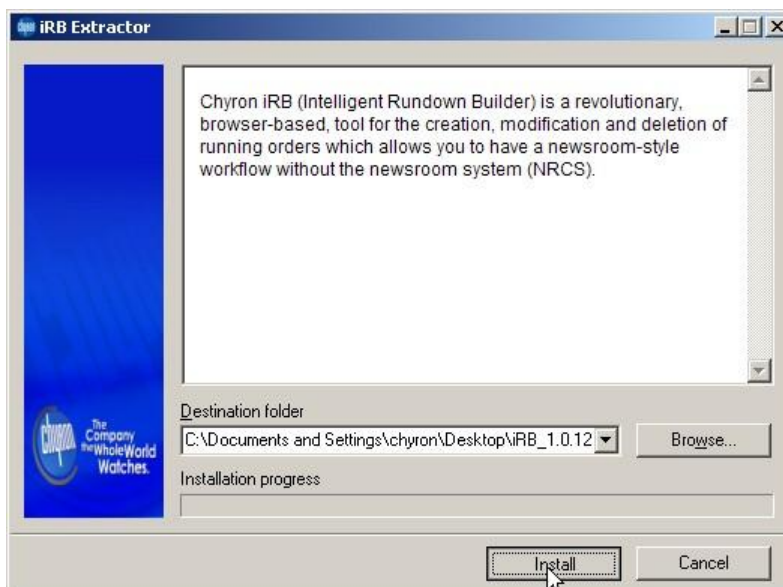 iRB Extractor
Chyron iRB (Intelligent Rundown Builder) is a revolutionary,
browser-based, tool for the creation, modification and deletion of
running orders which allows you to have a newsroom-style
workflow without the newsroom system (NRCS).
Destination folder
C:\Documents and Settings\chyron\Desktop\iRB_1.0.12
Browse...
Installation progress
chyron
The
Company
the Whole World
Watches.
Install
Cancel